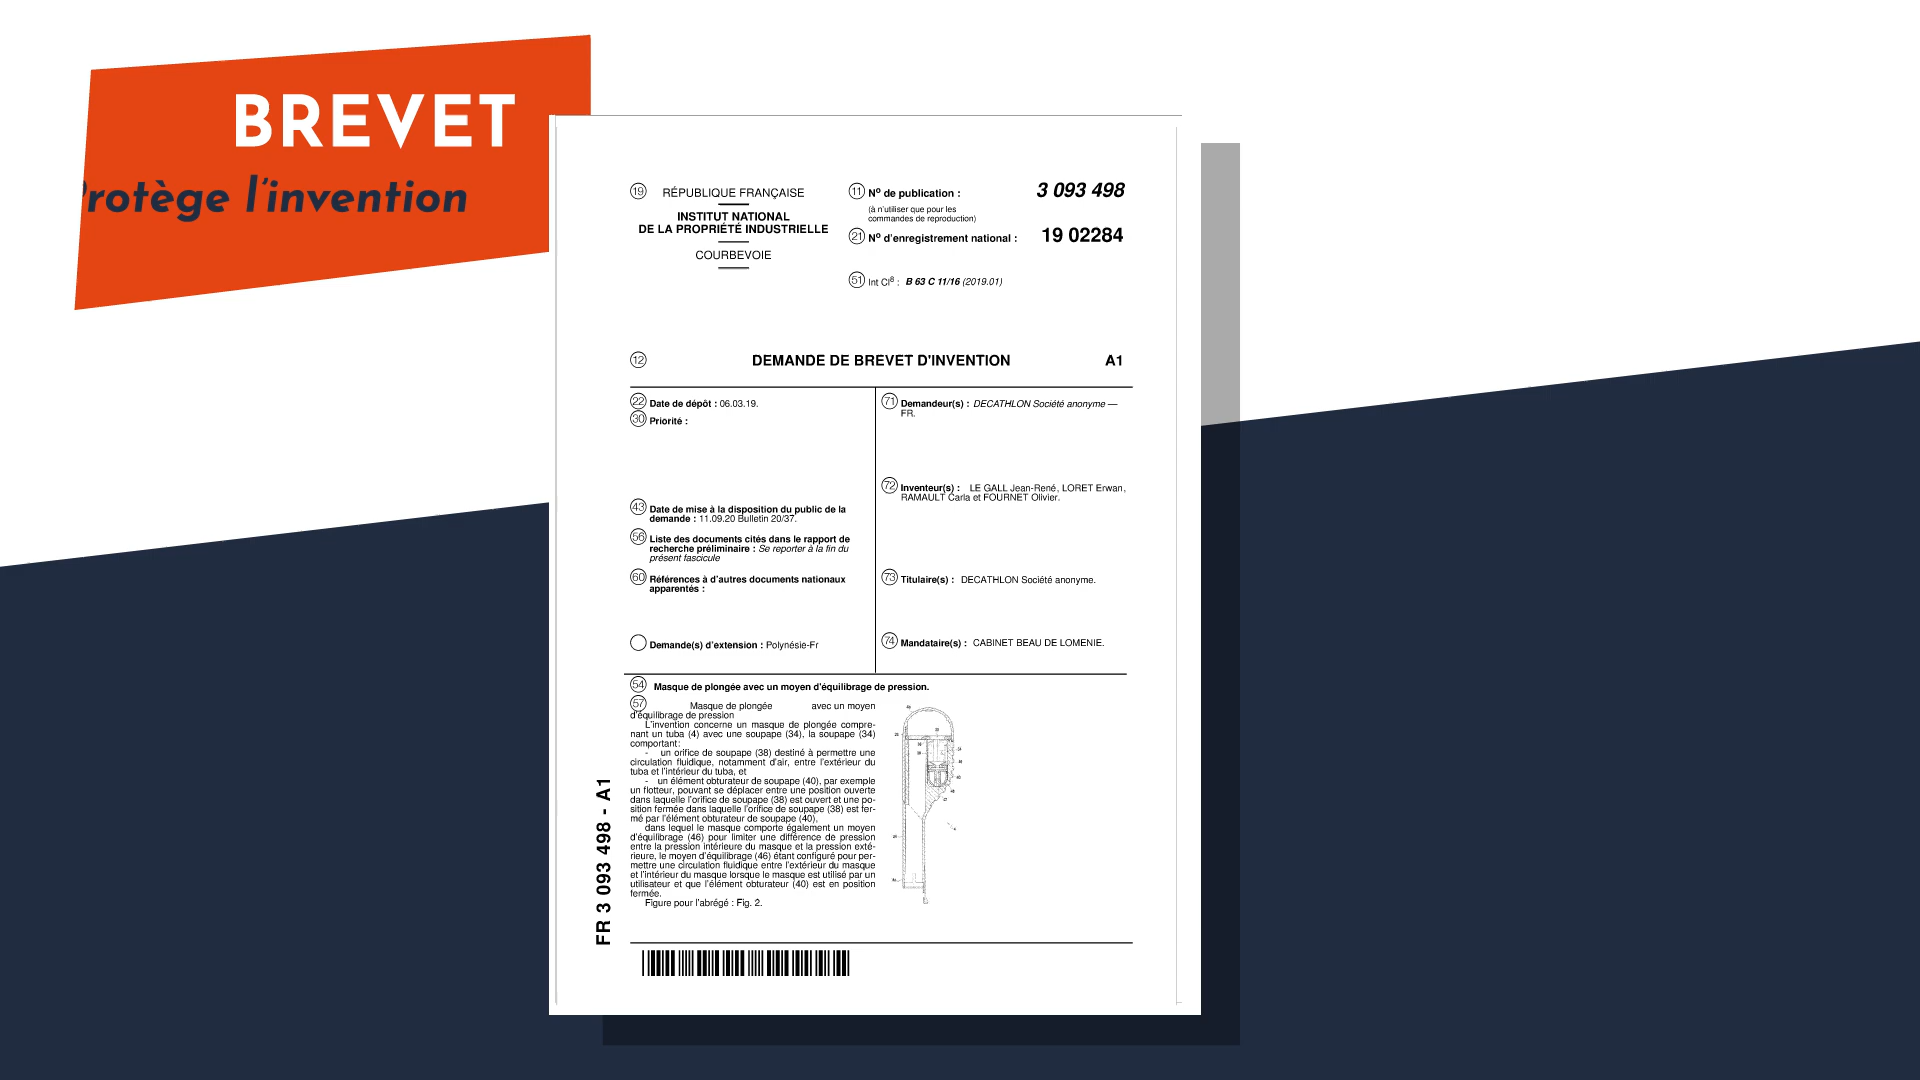 BREVET
Protège l'invention
19 RÉPUBLIQUE FRANÇAISE
INSTITUT NATIONAL
DE LA PROPRIÉTÉ INDUSTRIELLE
COURBEVOIE
11 Nº de publication : 3 093 498
(à n'utiliser que pour les
commandes de reproduction)
21 Nº d'enregistrement national : 19 02284
51 Int Cl8 : B 63 C 11/16 (2019.01)
12 DEMANDE DE BREVET D'INVENTION A1
22 Date de dépôt : 06.03.19.
30 Priorité :
43 Date de mise à la disposition du public de la
demande : 11.09.20 Bulletin 20/37.
56 Liste des documents cités dans le rapport de
recherche préliminaire : Se reporter à la fin du
présent fascicule
60 Références à d'autres documents nationaux
apparentés :
Demande(s) d'extension : Polynésie-Fr
71 Demandeur(s) : DECATHLON Société anonyme —
FR.
72 Inventeur(s) : LE GALL Jean-René, LORET Erwan,
RAMAULT Carla et FOURNET Olivier.
73 Titulaire(s) : DECATHLON Société anonyme.
74 Mandataire(s) : CABINET BEAU DE LOMENIE.
54 Masque de plongée avec un moyen d'équilibrage de pression.
57 Masque de plongée avec un moyen
d'équilibrage de pression
L'invention concerne un masque de plongée compre-
nant un tuba (4) avec une soupape (34), la soupape (34)
comportant:
- un orifice de soupape (38) destiné à permettre une
circulation fluidique, notamment d'air, entre l'extérieur du
tuba et l'intérieur du tuba, et
- un élément obturateur de soupape (40), par exemple
un flotteur, pouvant se déplacer entre une position ouverte
dans laquelle l'orifice de soupape (38) est ouvert et une po-
sition fermée dans laquelle l'orifice de soupape (38) est fer-
mé par l'élément obturateur de soupape (40),
dans lequel le masque comporte également un moyen
d'équilibrage (46) pour limiter une différence de pression
entre la pression intérieure du masque et la pression exté-
rieure, le moyen d'équilibrage (46) étant configuré pour per-
mettre une circulation fluidique entre l'extérieur du masque
et l'intérieur du masque lorsque le masque est utilisé par un
utilisateur et que l'élément obturateur (40) est en position
fermée.
Figure pour l'abrégé : Fig. 2.
FR 3 093 498 - A1